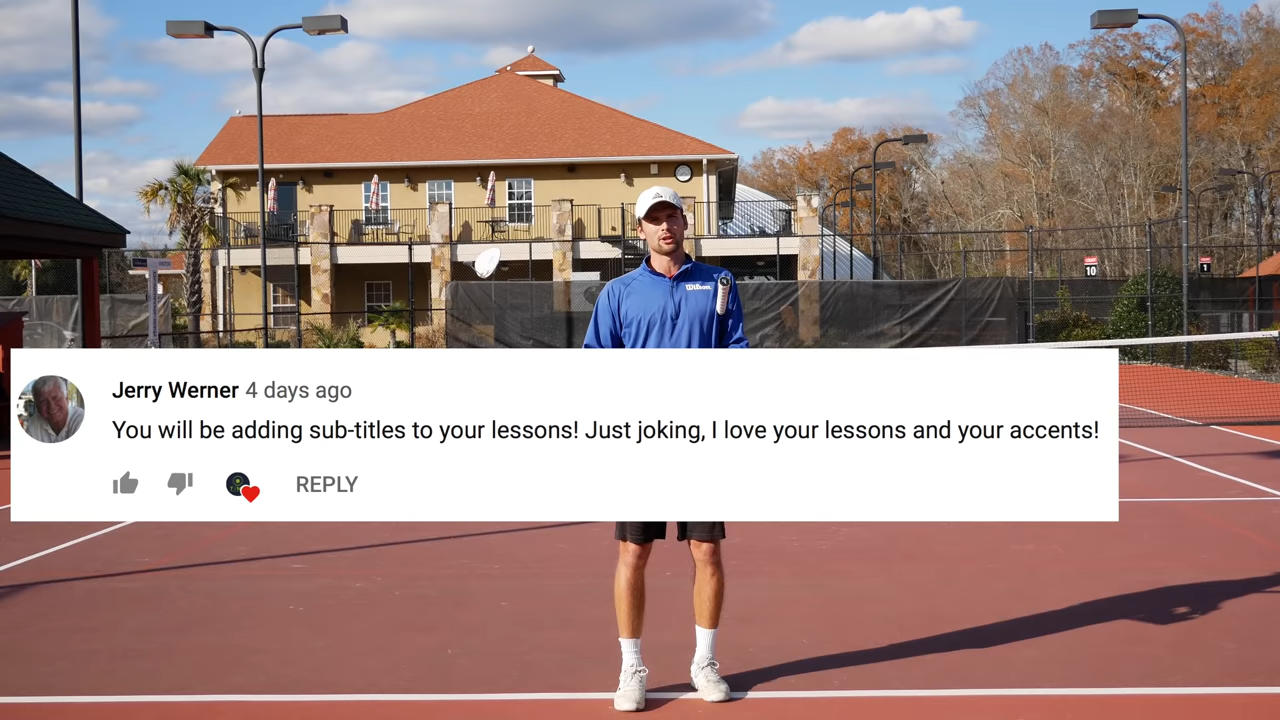 Wilson
10
1
Jerry Werner 4 days ago
You will be adding sub-titles to your lessons! Just joking, I love your lessons and your accents!
REPLY